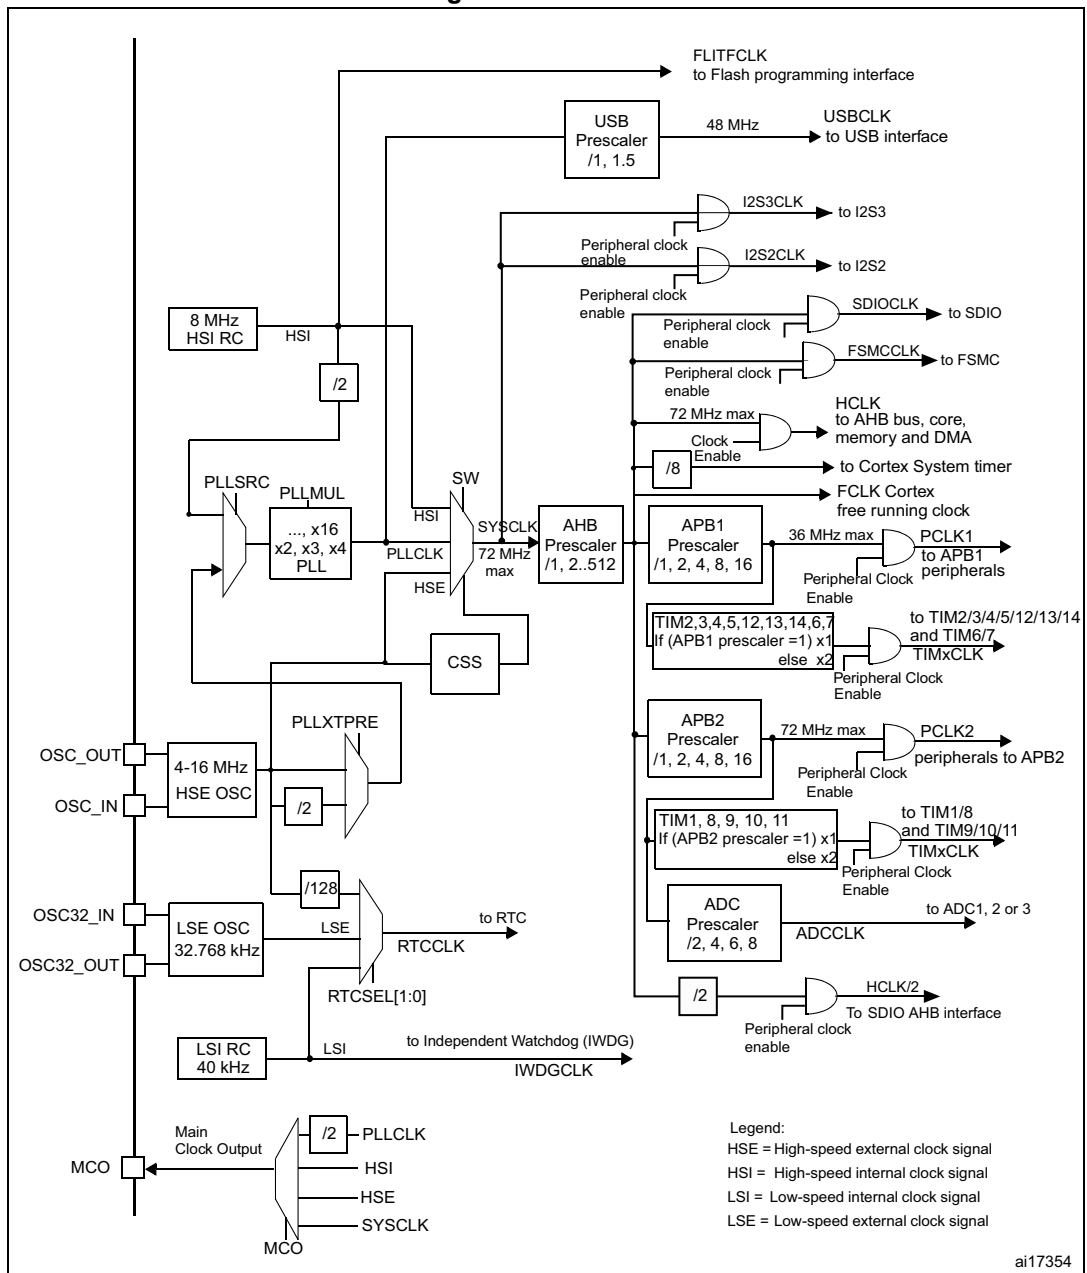 FLITFCLK
to Flash programming interface
USB
Prescaler
/1, 1.5
48 MHz
USBCLK
to USB interface
I2S3CLK
to I2S3
Peripheral clock
enable
I2S2CLK
to I2S2
Peripheral clock
enable
SDIOCLK
to SDIO
Peripheral clock
enable
FSMCCLK
to FSMC
Peripheral clock
enable
8 MHz
HSI RC
HSI
/2
HCLK
to AHB bus, core,
memory and DMA
72 MHz max
Clock
Enable
/8
to Cortex System timer
FCLK Cortex
free running clock
PLLSRC
PLLMUL
..., x16
x2, x3, x4
PLL
SW
HSI
PLLCLK
HSE
SYSCLK
72 MHz
max
AHB
Prescaler
/1, 2..512
APB1
Prescaler
/1, 2, 4, 8, 16
36 MHz max
PCLK1
to APB1
peripherals
Peripheral Clock
Enable
TIM2,3,4,5,12,13,14,6,7
If (APB1 prescaler =1) x1
else x2
to TIM2/3/4/5/12/13/14
and TIM6/7
TIMxCLK
Peripheral Clock
Enable
CSS
PLLXTPRE
OSC_OUT
OSC_IN
4-16 MHz
HSE OSC
/2
APB2
Prescaler
/1, 2, 4, 8, 16
72 MHz max
PCLK2
peripherals to APB2
Peripheral Clock
Enable
TIM1, 8, 9, 10, 11
If (APB2 prescaler =1) x1
else x2
to TIM1/8
and TIM9/10/11
TIMxCLK
Peripheral Clock
Enable
/128
OSC32_IN
OSC32_OUT
LSE OSC
32.768 kHz
LSE
to RTC
RTCCLK
RTCSEL[1:0]
ADC
Prescaler
/2, 4, 6, 8
to ADC1, 2 or 3
ADCCLK
/2
HCLK/2
To SDIO AHB interface
Peripheral clock
enable
LSI RC
40 kHz
LSI
to Independent Watchdog (IWDG)
IWDGCLK
MCO
Main
Clock Output
/2
PLLCLK
HSI
HSE
SYSCLK
MCO
Legend:
HSE = High-speed external clock signal
HSI = High-speed internal clock signal
LSI = Low-speed internal clock signal
LSE = Low-speed external clock signal
ai17354